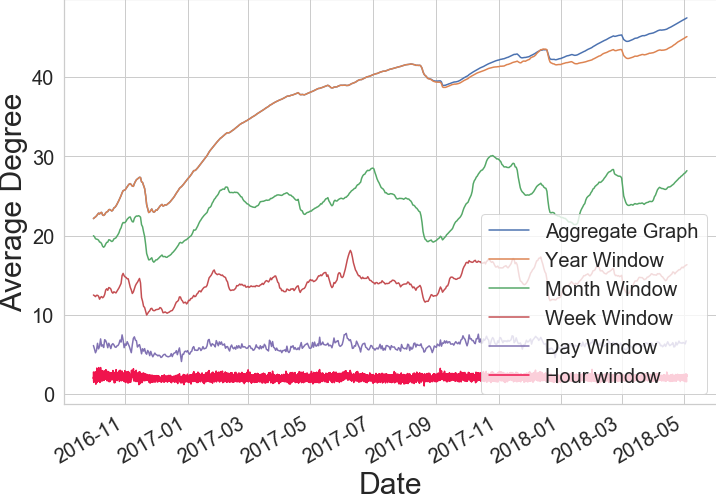 Average Degree
40
30
20
10
0
Aggregate Graph
Year Window
Month Window
Week Window
Day Window
Hour window
2016-11
2017-01
2017-03
2017-05
2017-07
2017-09
2017-11
2018-01
2018-03
2018-05
Date